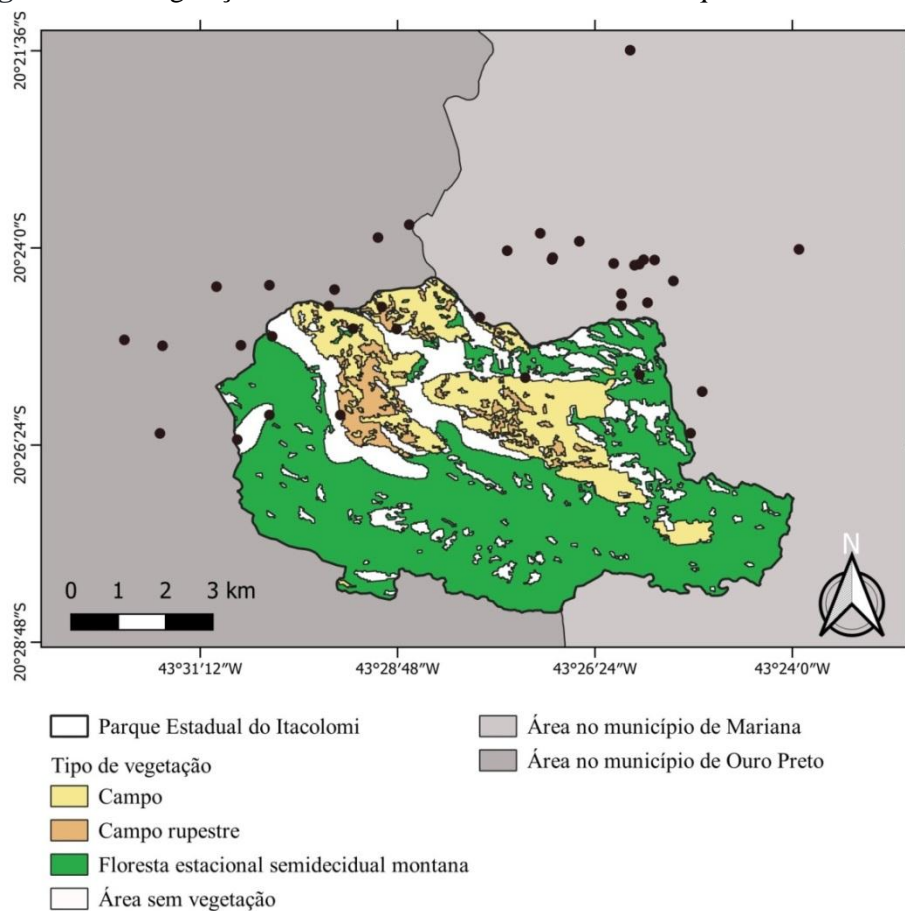 20°21'36"S
20°24'0"S
20°26'24"S
20°28'48"S
N
0 1 2 3 km
43°31'12"W 43°28'48"W 43°26'24"W 43°24'0"W
Parque Estadual do Itacolomi
Tipo de vegetação
Campo
Campo rupestre
Floresta estacional semidecidual montana
Área sem vegetação
Área no município de Mariana
Área no município de Ouro Preto